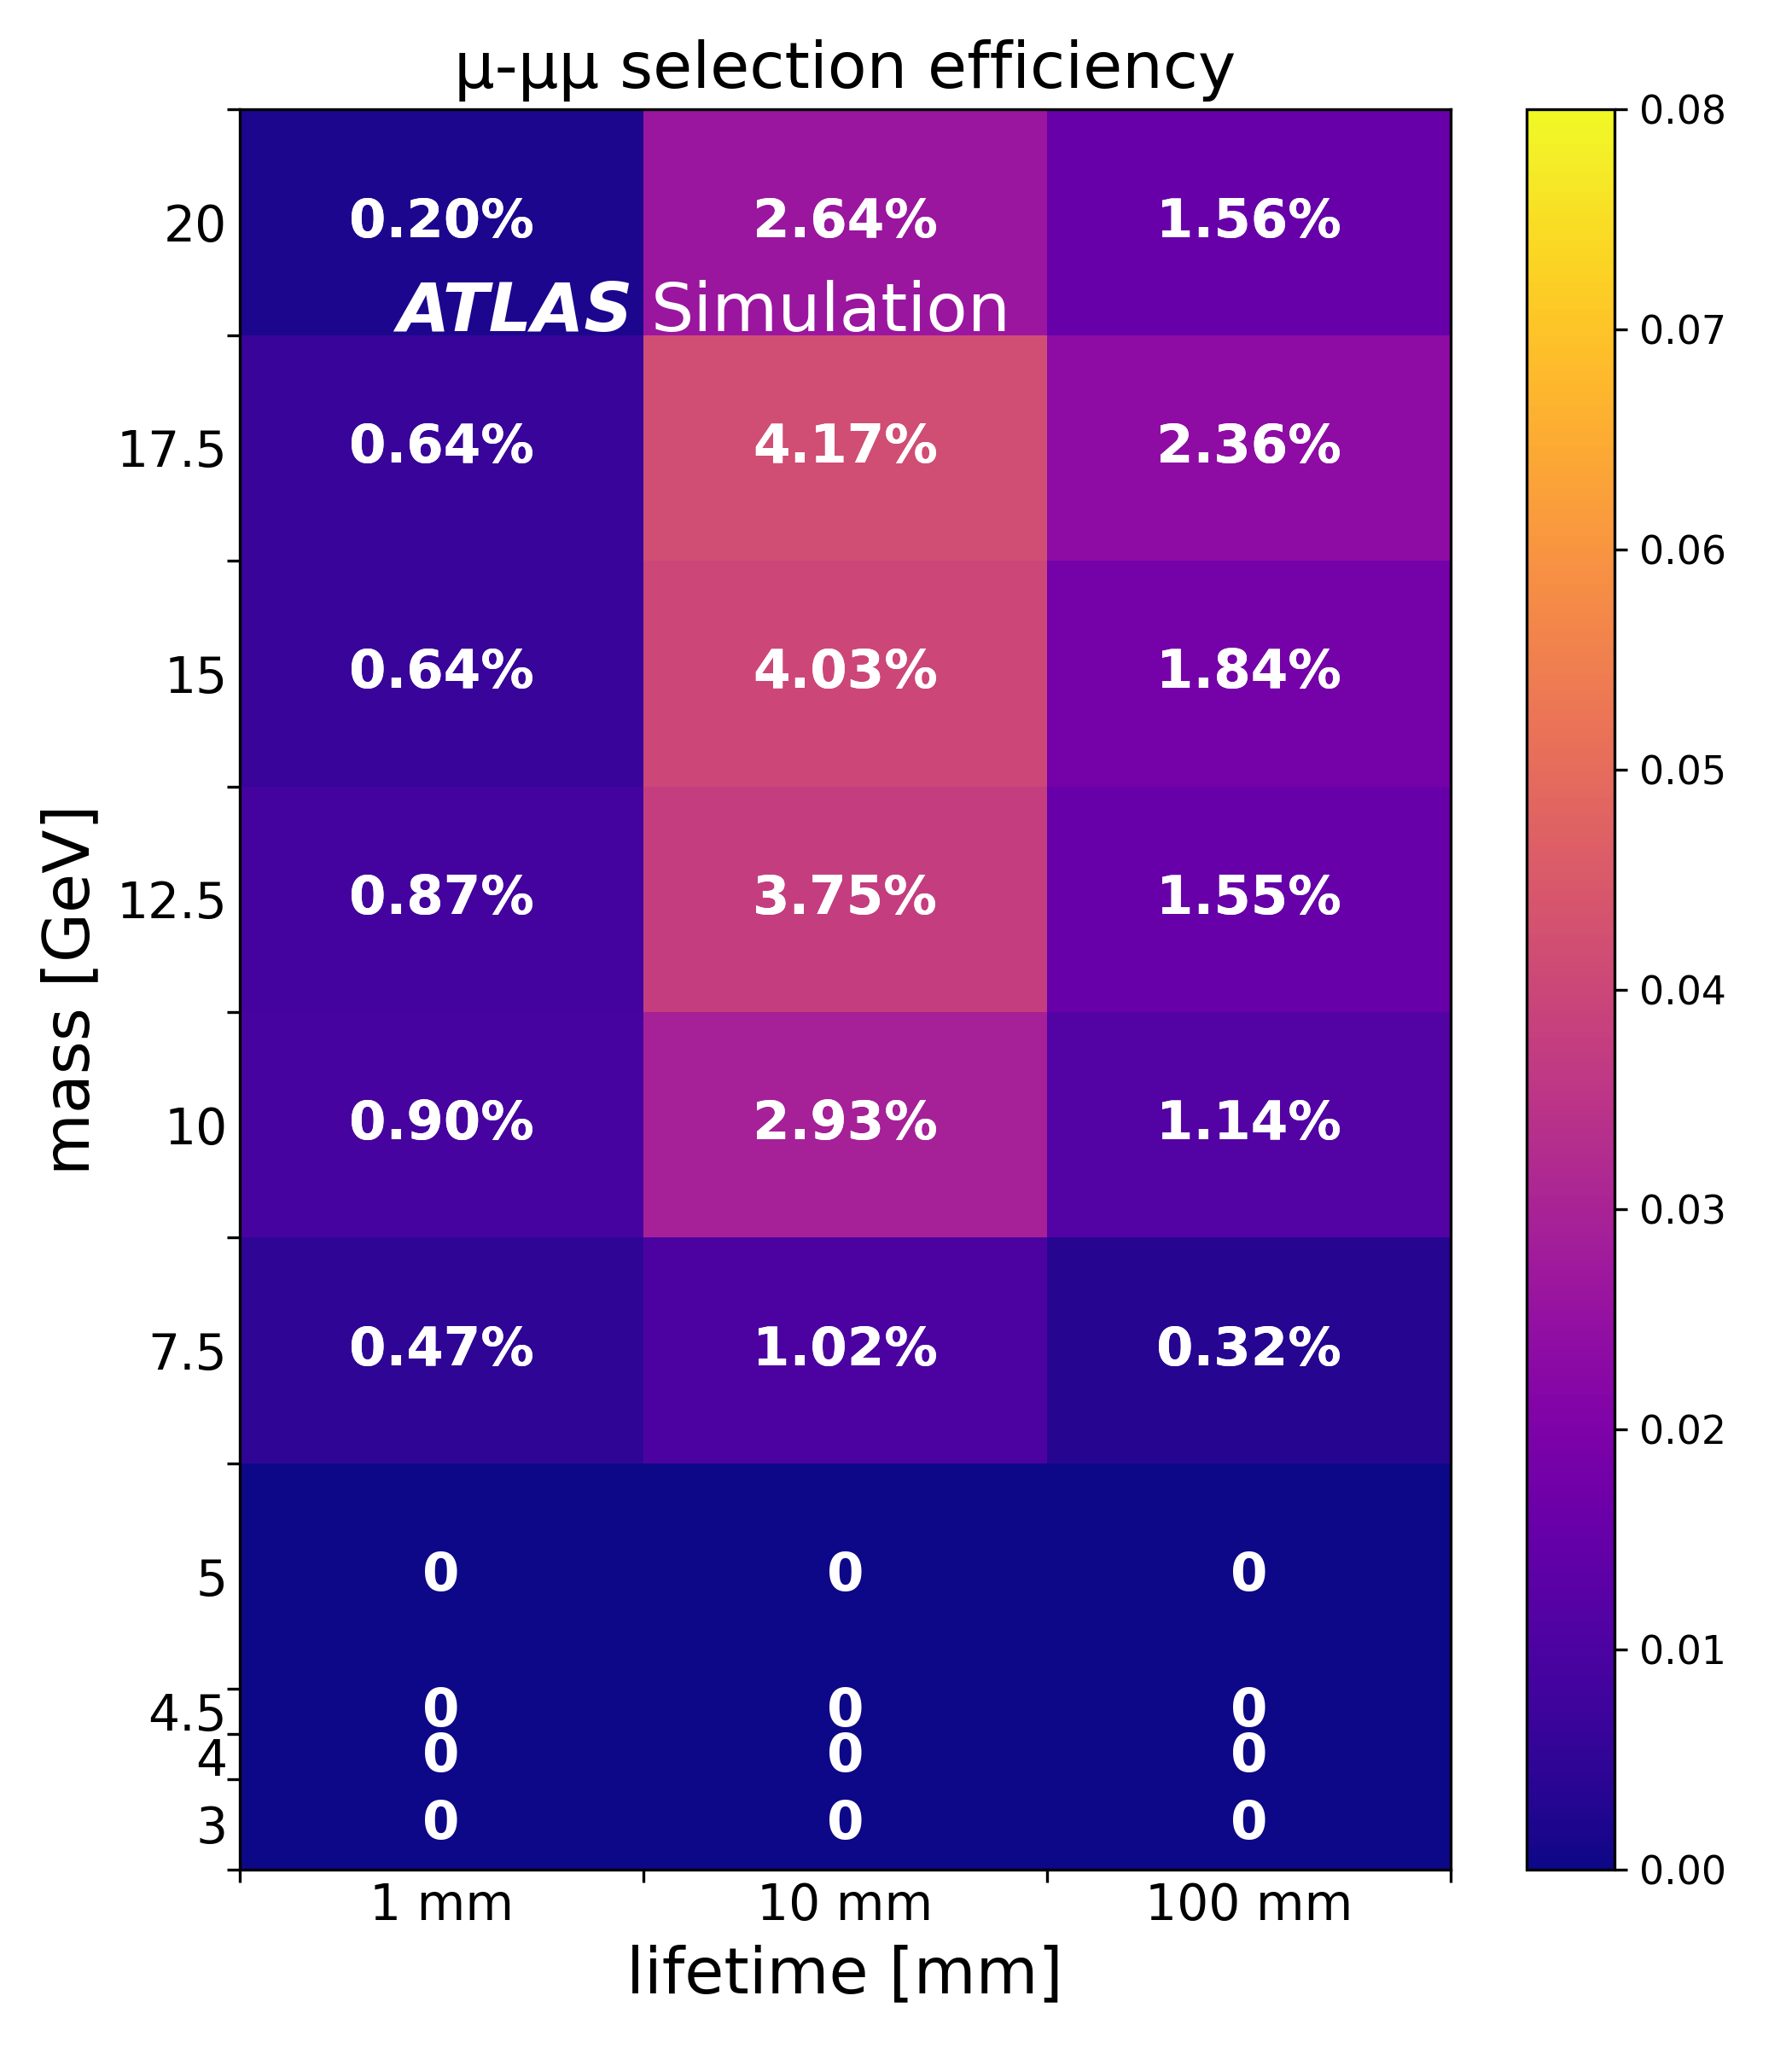 μ-μμ selection efficiency
20 0.20% 2.64% 1.56%
ATLAS Simulation
17.5 0.64% 4.17% 2.36%
15 0.64% 4.03% 1.84%
12.5 0.87% 3.75% 1.55%
10 0.90% 2.93% 1.14%
7.5 0.47% 1.02% 0.32%
5 0 0 0
4.5 0 0 0
4 0 0 0
3 0 0 0
mass [GeV]
1 mm 10 mm 100 mm
lifetime [mm]
0.08
0.07
0.06
0.05
0.04
0.03
0.02
0.01
0.00